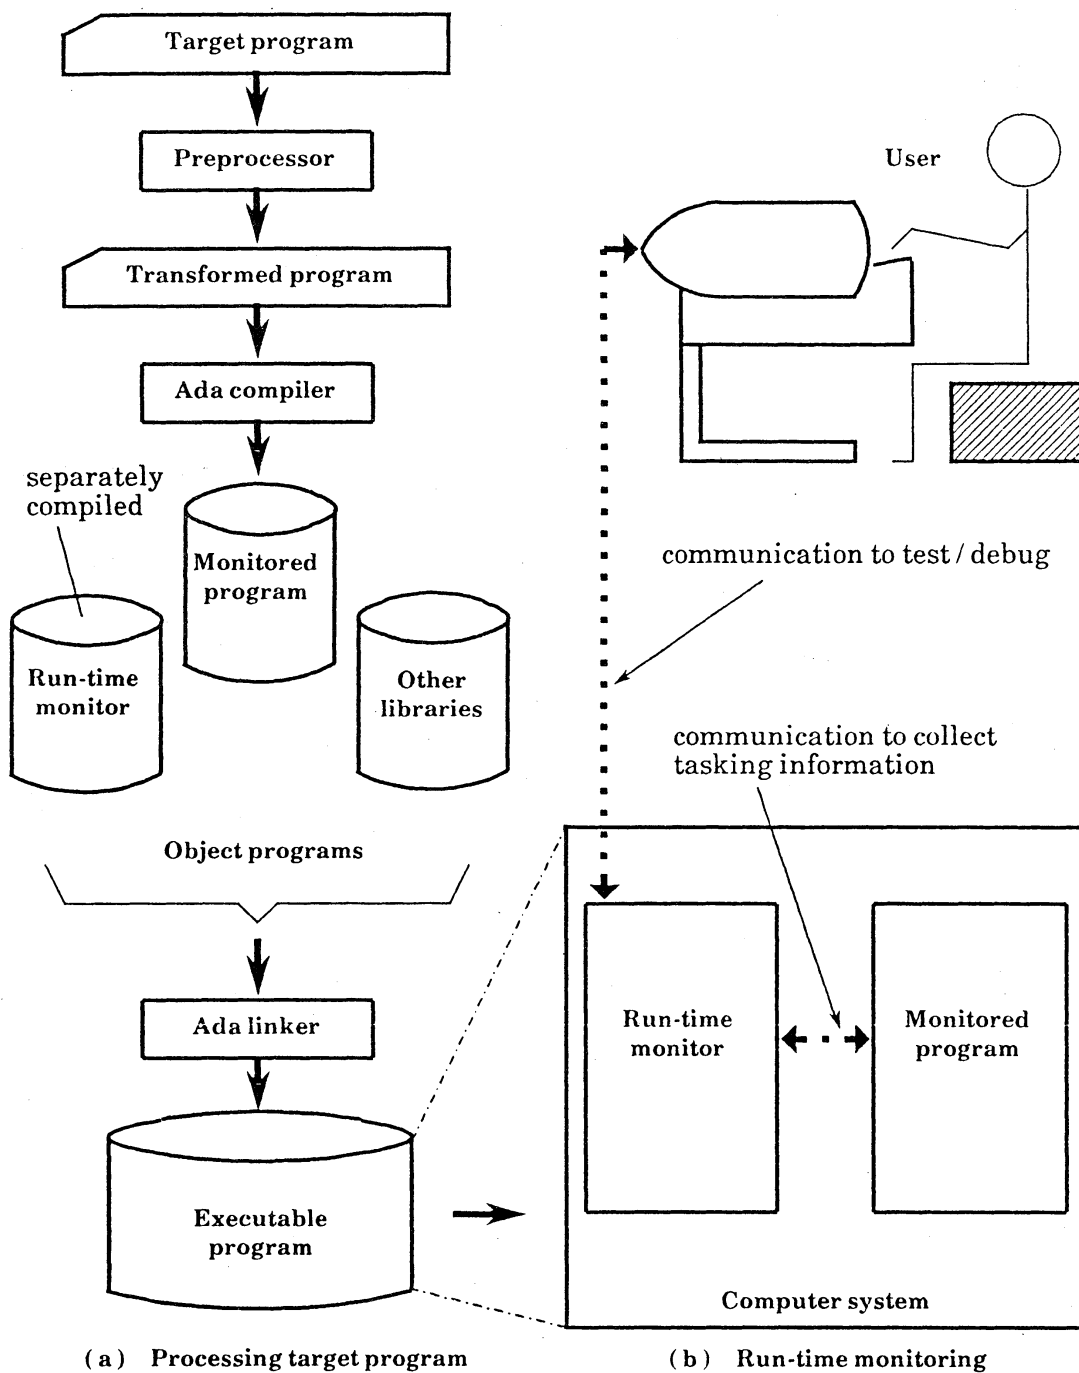 Target program
Preprocessor
Transformed program
Ada compiler
separately
compiled
Monitored
program
Run-time
monitor
Other
libraries
Object programs
Ada linker
Executable
program
(a) Processing target program
User
communication to test / debug
communication to collect
tasking information
Run-time
monitor
Monitored
program
Computer system
(b) Run-time monitoring